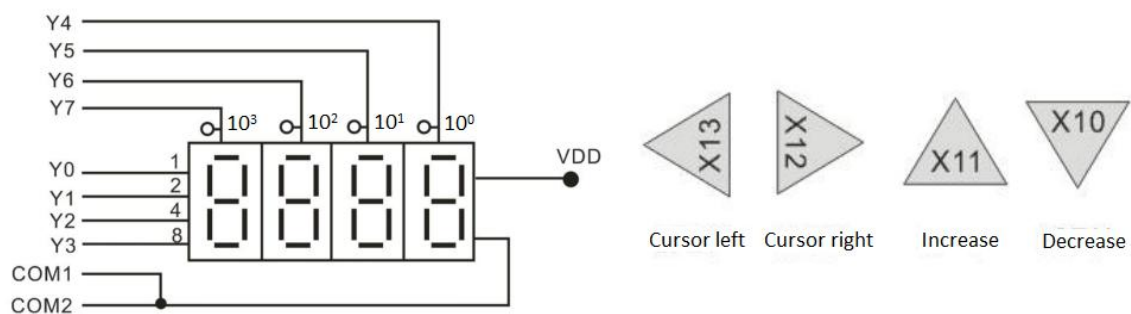 Y4
Y5
Y6
Y7
10³ 10² 10¹ 10⁰
Y0 1
Y1 2
Y2 4
Y3 8
VDD
COM1
COM2
X13 X12 X11 X10
Cursor left Cursor right Increase Decrease